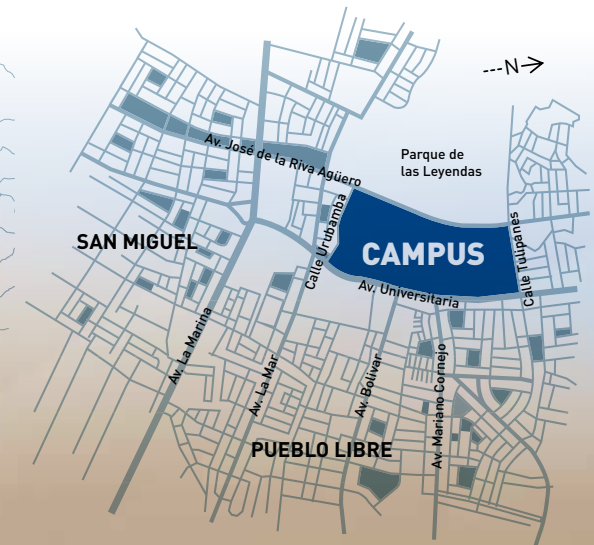 ---N→
Av. José de la Riva Agüero
Parque de
las Leyendas
SAN MIGUEL
Calle Urubamba
CAMPUS
Calle Tulipanes
Av. Universitaria
Av. La Marina
Av. La Mar
Av. Bolivar
Av. Mariano Cornejo
PUEBLO LIBRE